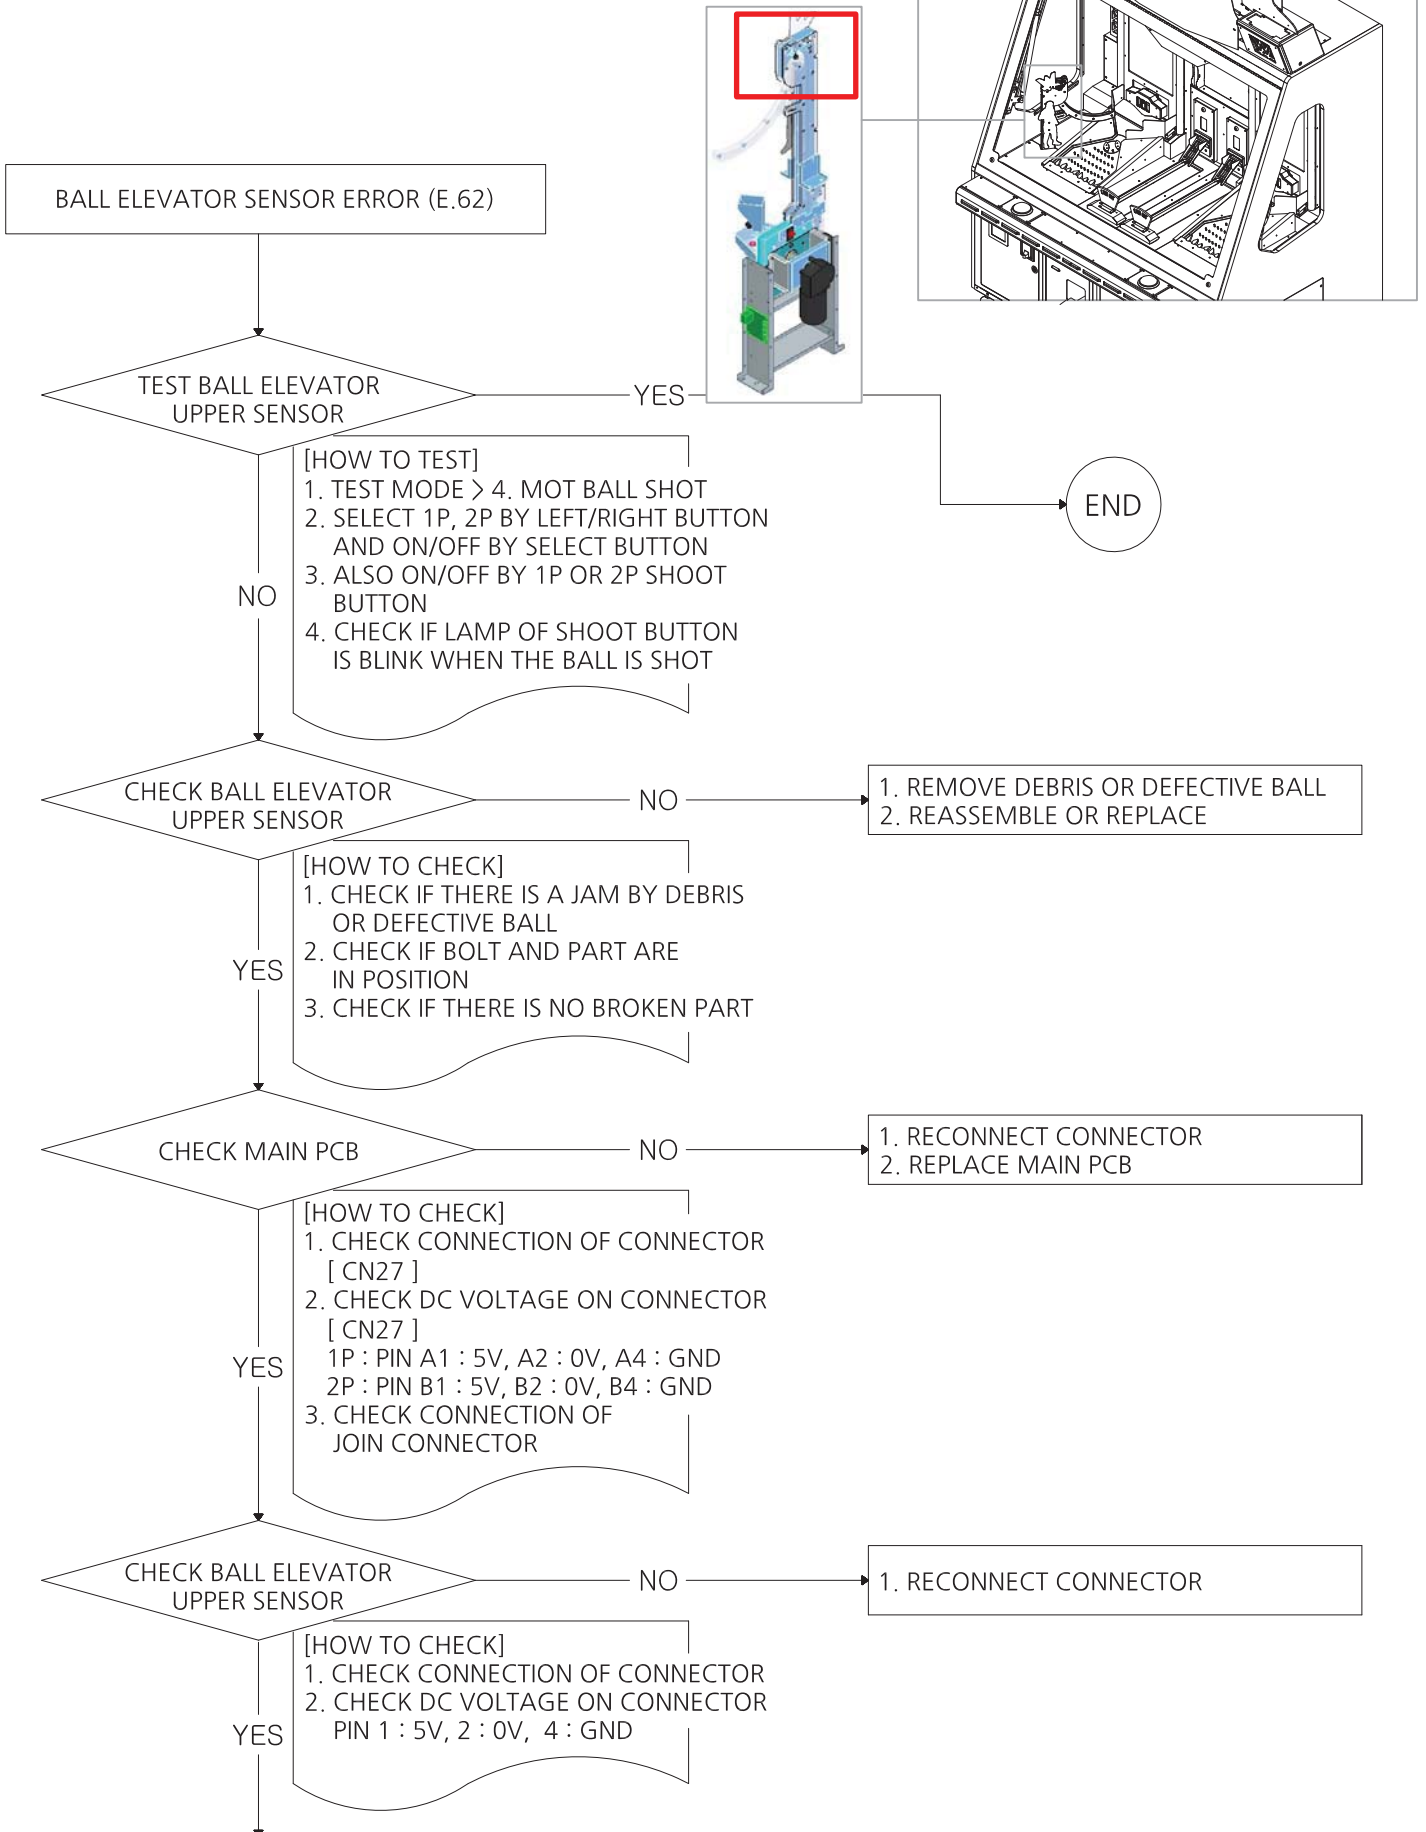 BALL ELEVATOR SENSOR ERROR (E.62)
TEST BALL ELEVATOR
UPPER SENSOR
YES
END
NO
[HOW TO TEST]
1. TEST MODE > 4. MOT BALL SHOT
2. SELECT 1P, 2P BY LEFT/RIGHT BUTTON
AND ON/OFF BY SELECT BUTTON
3. ALSO ON/OFF BY 1P OR 2P SHOOT
BUTTON
4. CHECK IF LAMP OF SHOOT BUTTON
IS BLINK WHEN THE BALL IS SHOT
CHECK BALL ELEVATOR
UPPER SENSOR
NO
1. REMOVE DEBRIS OR DEFECTIVE BALL
2. REASSEMBLE OR REPLACE
YES
[HOW TO CHECK]
1. CHECK IF THERE IS A JAM BY DEBRIS
OR DEFECTIVE BALL
2. CHECK IF BOLT AND PART ARE
IN POSITION
3. CHECK IF THERE IS NO BROKEN PART
CHECK MAIN PCB
NO
1. RECONNECT CONNECTOR
2. REPLACE MAIN PCB
YES
[HOW TO CHECK]
1. CHECK CONNECTION OF CONNECTOR
[ CN27 ]
2. CHECK DC VOLTAGE ON CONNECTOR
[ CN27 ]
1P : PIN A1 : 5V, A2 : 0V, A4 : GND
2P : PIN B1 : 5V, B2 : 0V, B4 : GND
3. CHECK CONNECTION OF
JOIN CONNECTOR
CHECK BALL ELEVATOR
UPPER SENSOR
NO
1. RECONNECT CONNECTOR
YES
[HOW TO CHECK]
1. CHECK CONNECTION OF CONNECTOR
2. CHECK DC VOLTAGE ON CONNECTOR
PIN 1 : 5V, 2 : 0V, 4 : GND